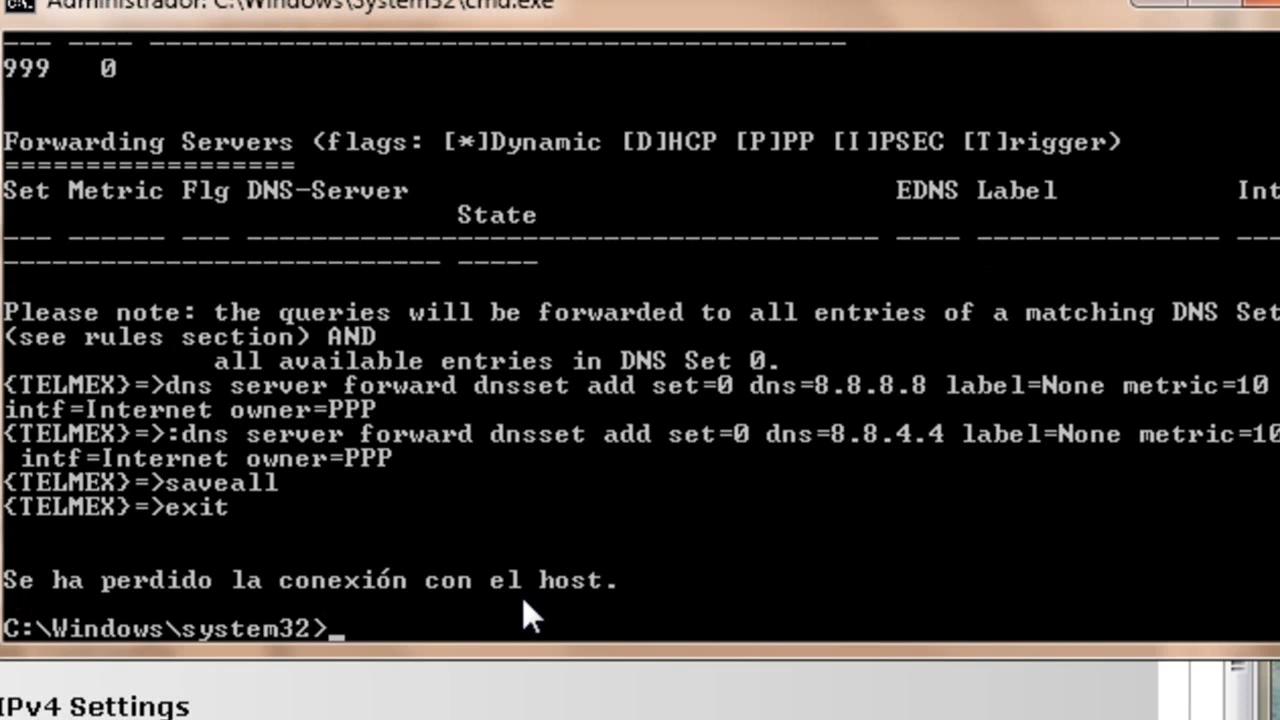 Administrador: C:\Windows\System32\cmd.exe
--- ---- -------------------------------------------
999 0
Forwarding Servers (flags: [*]Dynamic [D]HCP [P]PP [I]PSEC [T]rigger)
==================
Set Metric Flg DNS-Server EDNS Label Int
State
--- ------ --- --------------------------------------- ---- --------------- ---
--------------------------- -----
Please note: the queries will be forwarded to all entries of a matching DNS Set
(see rules section) AND
all available entries in DNS Set 0.
{TELMEX}=>dns server forward dnsset add set=0 dns=8.8.8.8 label=None metric=10
intf=Internet owner=PPP
{TELMEX}=>:dns server forward dnsset add set=0 dns=8.8.4.4 label=None metric=10
intf=Internet owner=PPP
{TELMEX}=>saveall
{TELMEX}=>exit
Se ha perdido la conexión con el host.
C:\Windows\system32>_
IPv4 Settings